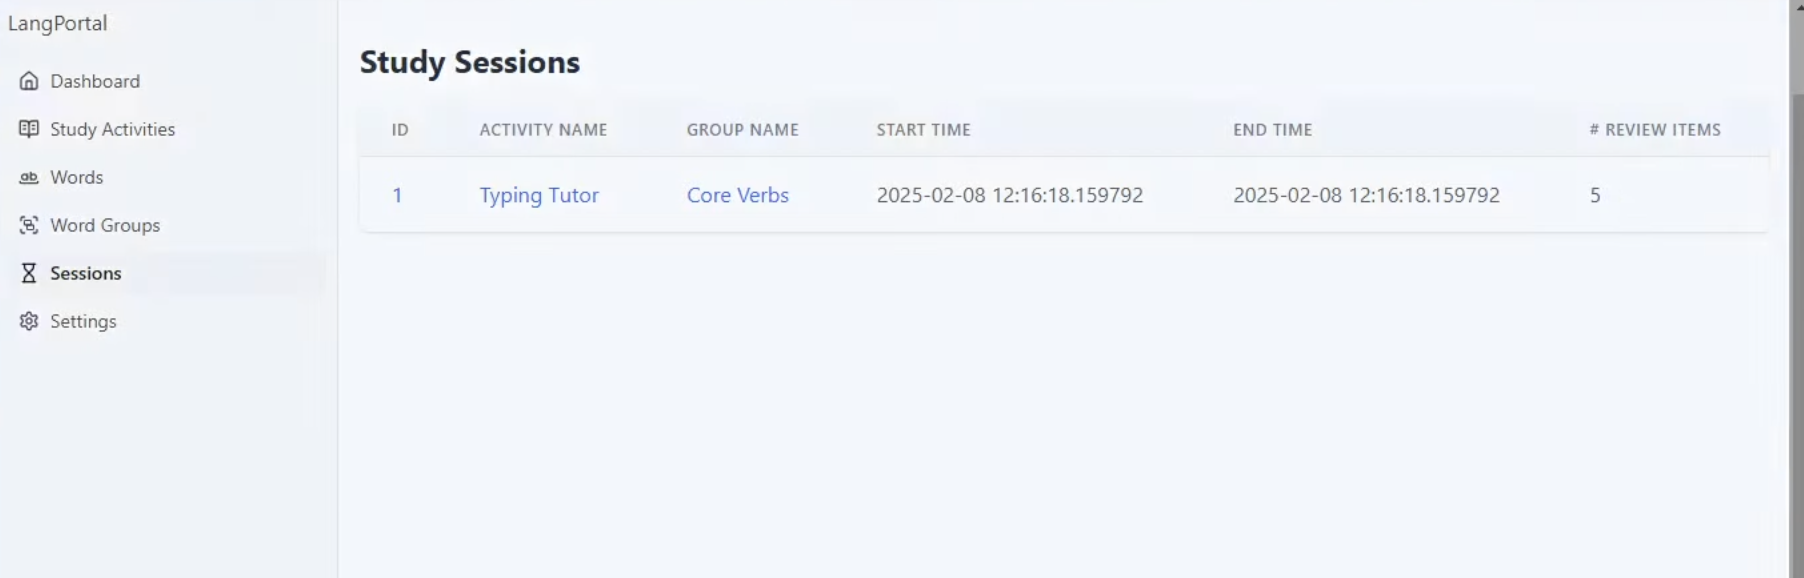 LangPortal
Dashboard
Study Activities
Words
Word Groups
Sessions
Settings
Study Sessions
ID ACTIVITY NAME GROUP NAME START TIME END TIME # REVIEW ITEMS
1 Typing Tutor Core Verbs 2025-02-08 12:16:18.159792 2025-02-08 12:16:18.159792 5